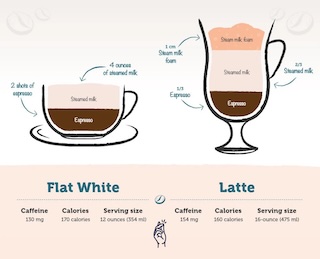 Steam milk foam
1 cm
Steam milk
foam
4 ounces
of steamed milk
2/3
Steamed milk
2 shots of
espresso
Steamed milk
Steamed milk
1/3
Espresso
Espresso
Espresso
Flat White
Latte
Caffeine Calories Serving size
130 mg 170 calories 12 ounces (354 ml)
Caffeine Calories Serving size
154 mg 160 calories 16-ounce (475 ml)